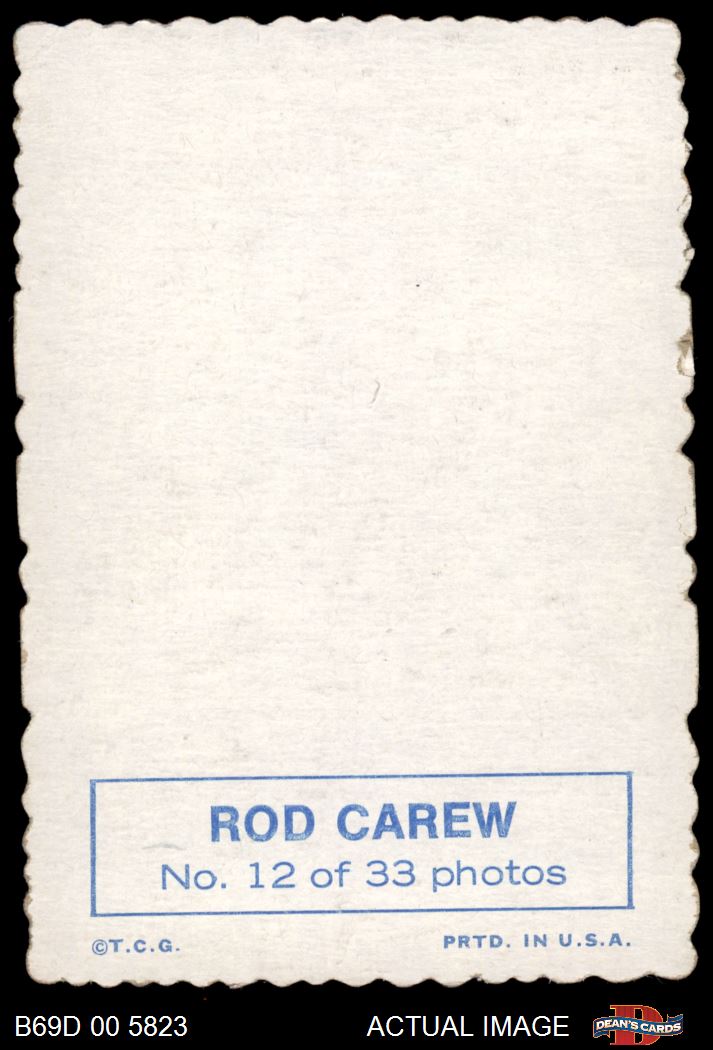 ROD CAREW
No. 12 of 33 photos
©T.C.G. PRTD. IN U.S.A.
B69D 00 5823 ACTUAL IMAGE DEAN'S CARDS